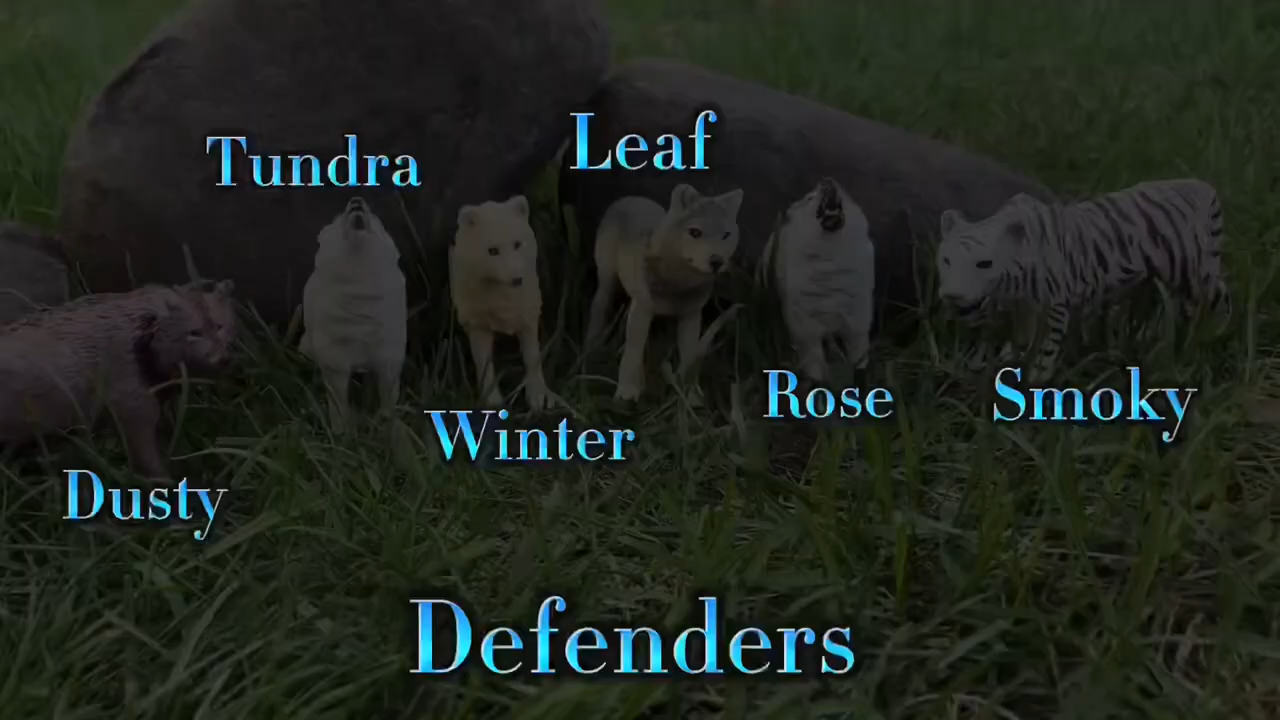 Tundra
Leaf
Winter
Rose
Smoky
Dusty
Defenders